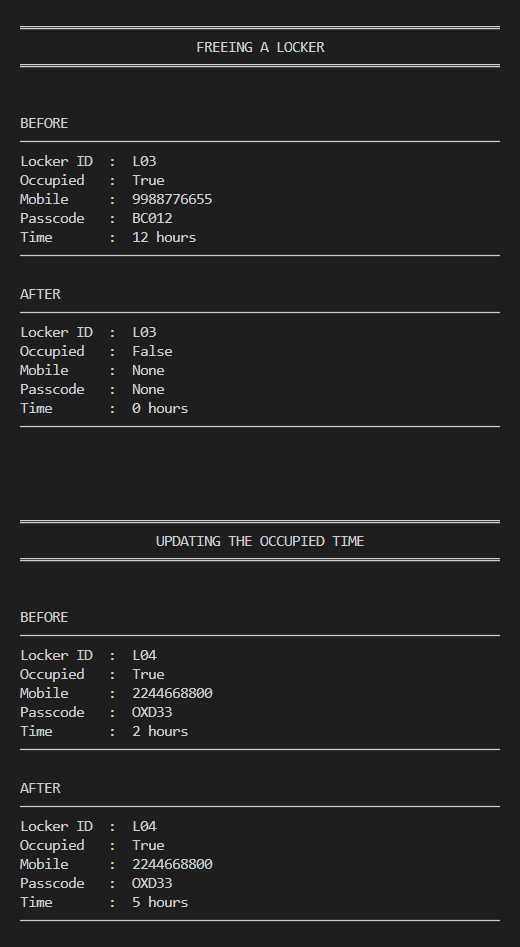 FREEING A LOCKER
BEFORE
Locker ID : L03
Occupied : True
Mobile : 9988776655
Passcode : BC012
Time : 12 hours
AFTER
Locker ID : L03
Occupied : False
Mobile : None
Passcode : None
Time : 0 hours
UPDATING THE OCCUPIED TIME
BEFORE
Locker ID : L04
Occupied : True
Mobile : 2244668800
Passcode : OXD33
Time : 2 hours
AFTER
Locker ID : L04
Occupied : True
Mobile : 2244668800
Passcode : OXD33
Time : 5 hours